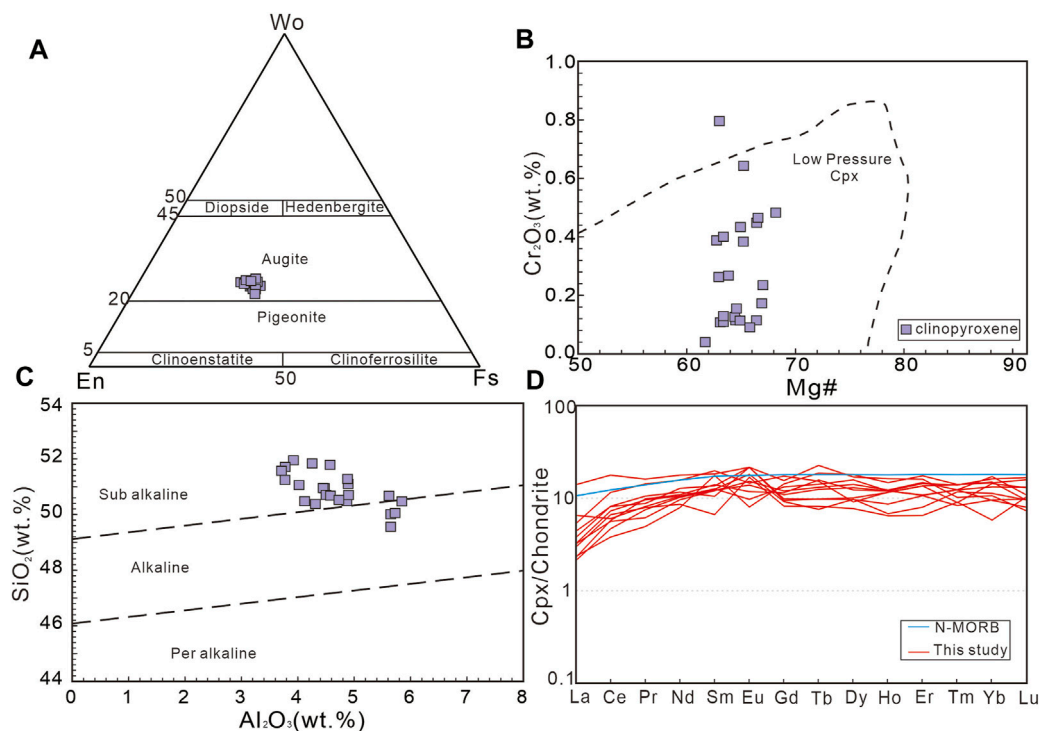 A
Wo
50
45
Diopside
Hedenbergite
Augite
20
Pigeonite
5
Clinoenstatite
Clinoferrosilite
En
50
Fs
B
1.0
0.8
0.6
0.4
0.2
0.0
Cr₂O₃(wt.%)
Low Pressure
Cpx
clinopyroxene
50
60
70
80
90
Mg#
C
54
52
50
48
46
44
SiO₂(wt.%)
Sub alkaline
Alkaline
Per alkaline
0
1
2
3
4
5
6
7
8
Al₂O₃(wt.%)
D
100
10
1
0.1
Cpx/Chondrite
N-MORB
This study
La
Ce
Pr
Nd
Sm
Eu
Gd
Tb
Dy
Ho
Er
Tm
Yb
Lu